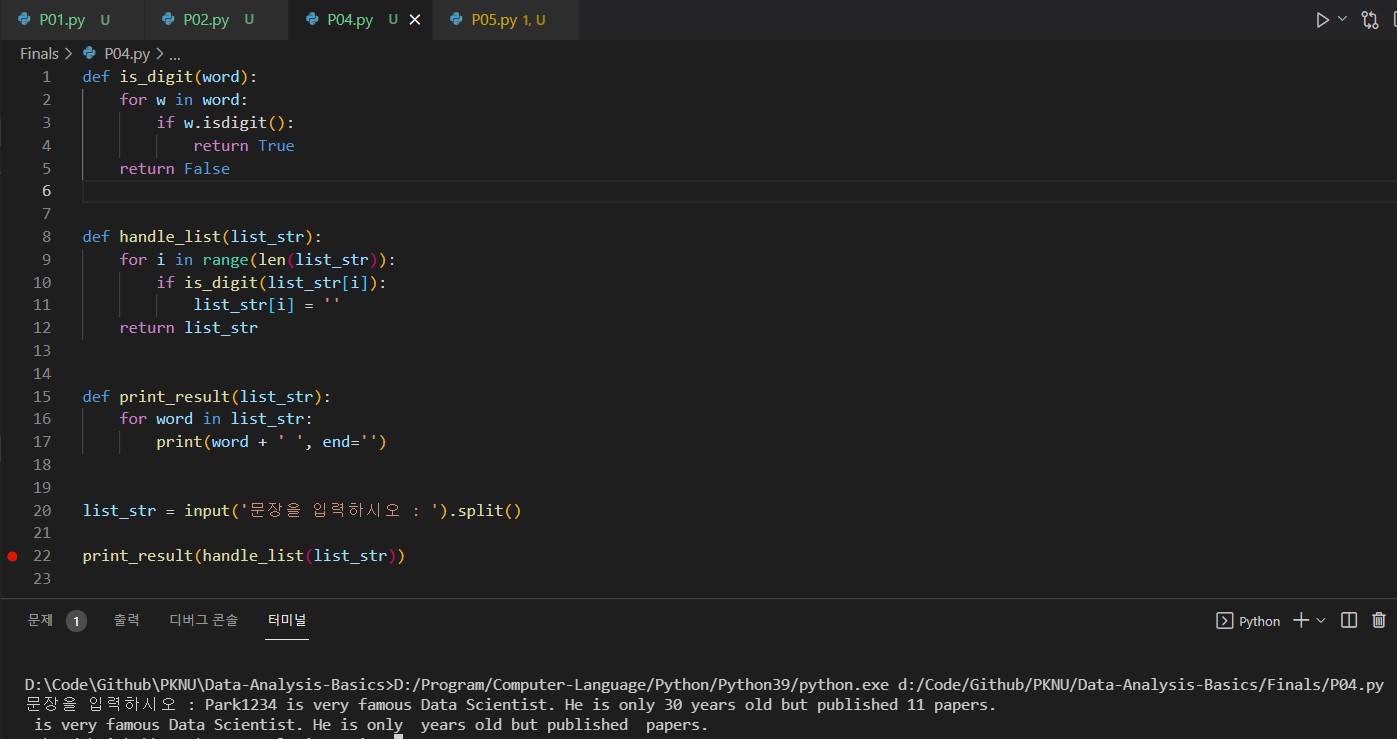 P01.py U P02.py U P04.py U P05.py 1, U
Finals > P04.py > ...
1 def is_digit(word):
2 for w in word:
3 if w.isdigit():
4 return True
5 return False
6
7
8 def handle_list(list_str):
9 for i in range(len(list_str)):
10 if is_digit(list_str[i]):
11 list_str[i] = ''
12 return list_str
13
14
15 def print_result(list_str):
16 for word in list_str:
17 print(word + ' ', end='')
18
19
20 list_str = input('문장을 입력하시오 : ').split()
21
22 print_result(handle_list(list_str))
23
문제 1 출력 디버그 콘솔 터미널 Python
D:\Code\Github\PKNU\Data-Analysis-Basics>D:/Program/Computer-Language/Python/Python39/python.exe d:/Code/Github/PKNU/Data-Analysis-Basics/Finals/P04.py
문장을 입력하시오 : Park1234 is very famous Data Scientist. He is only 30 years old but published 11 papers.
is very famous Data Scientist. He is only  years old but published  papers.